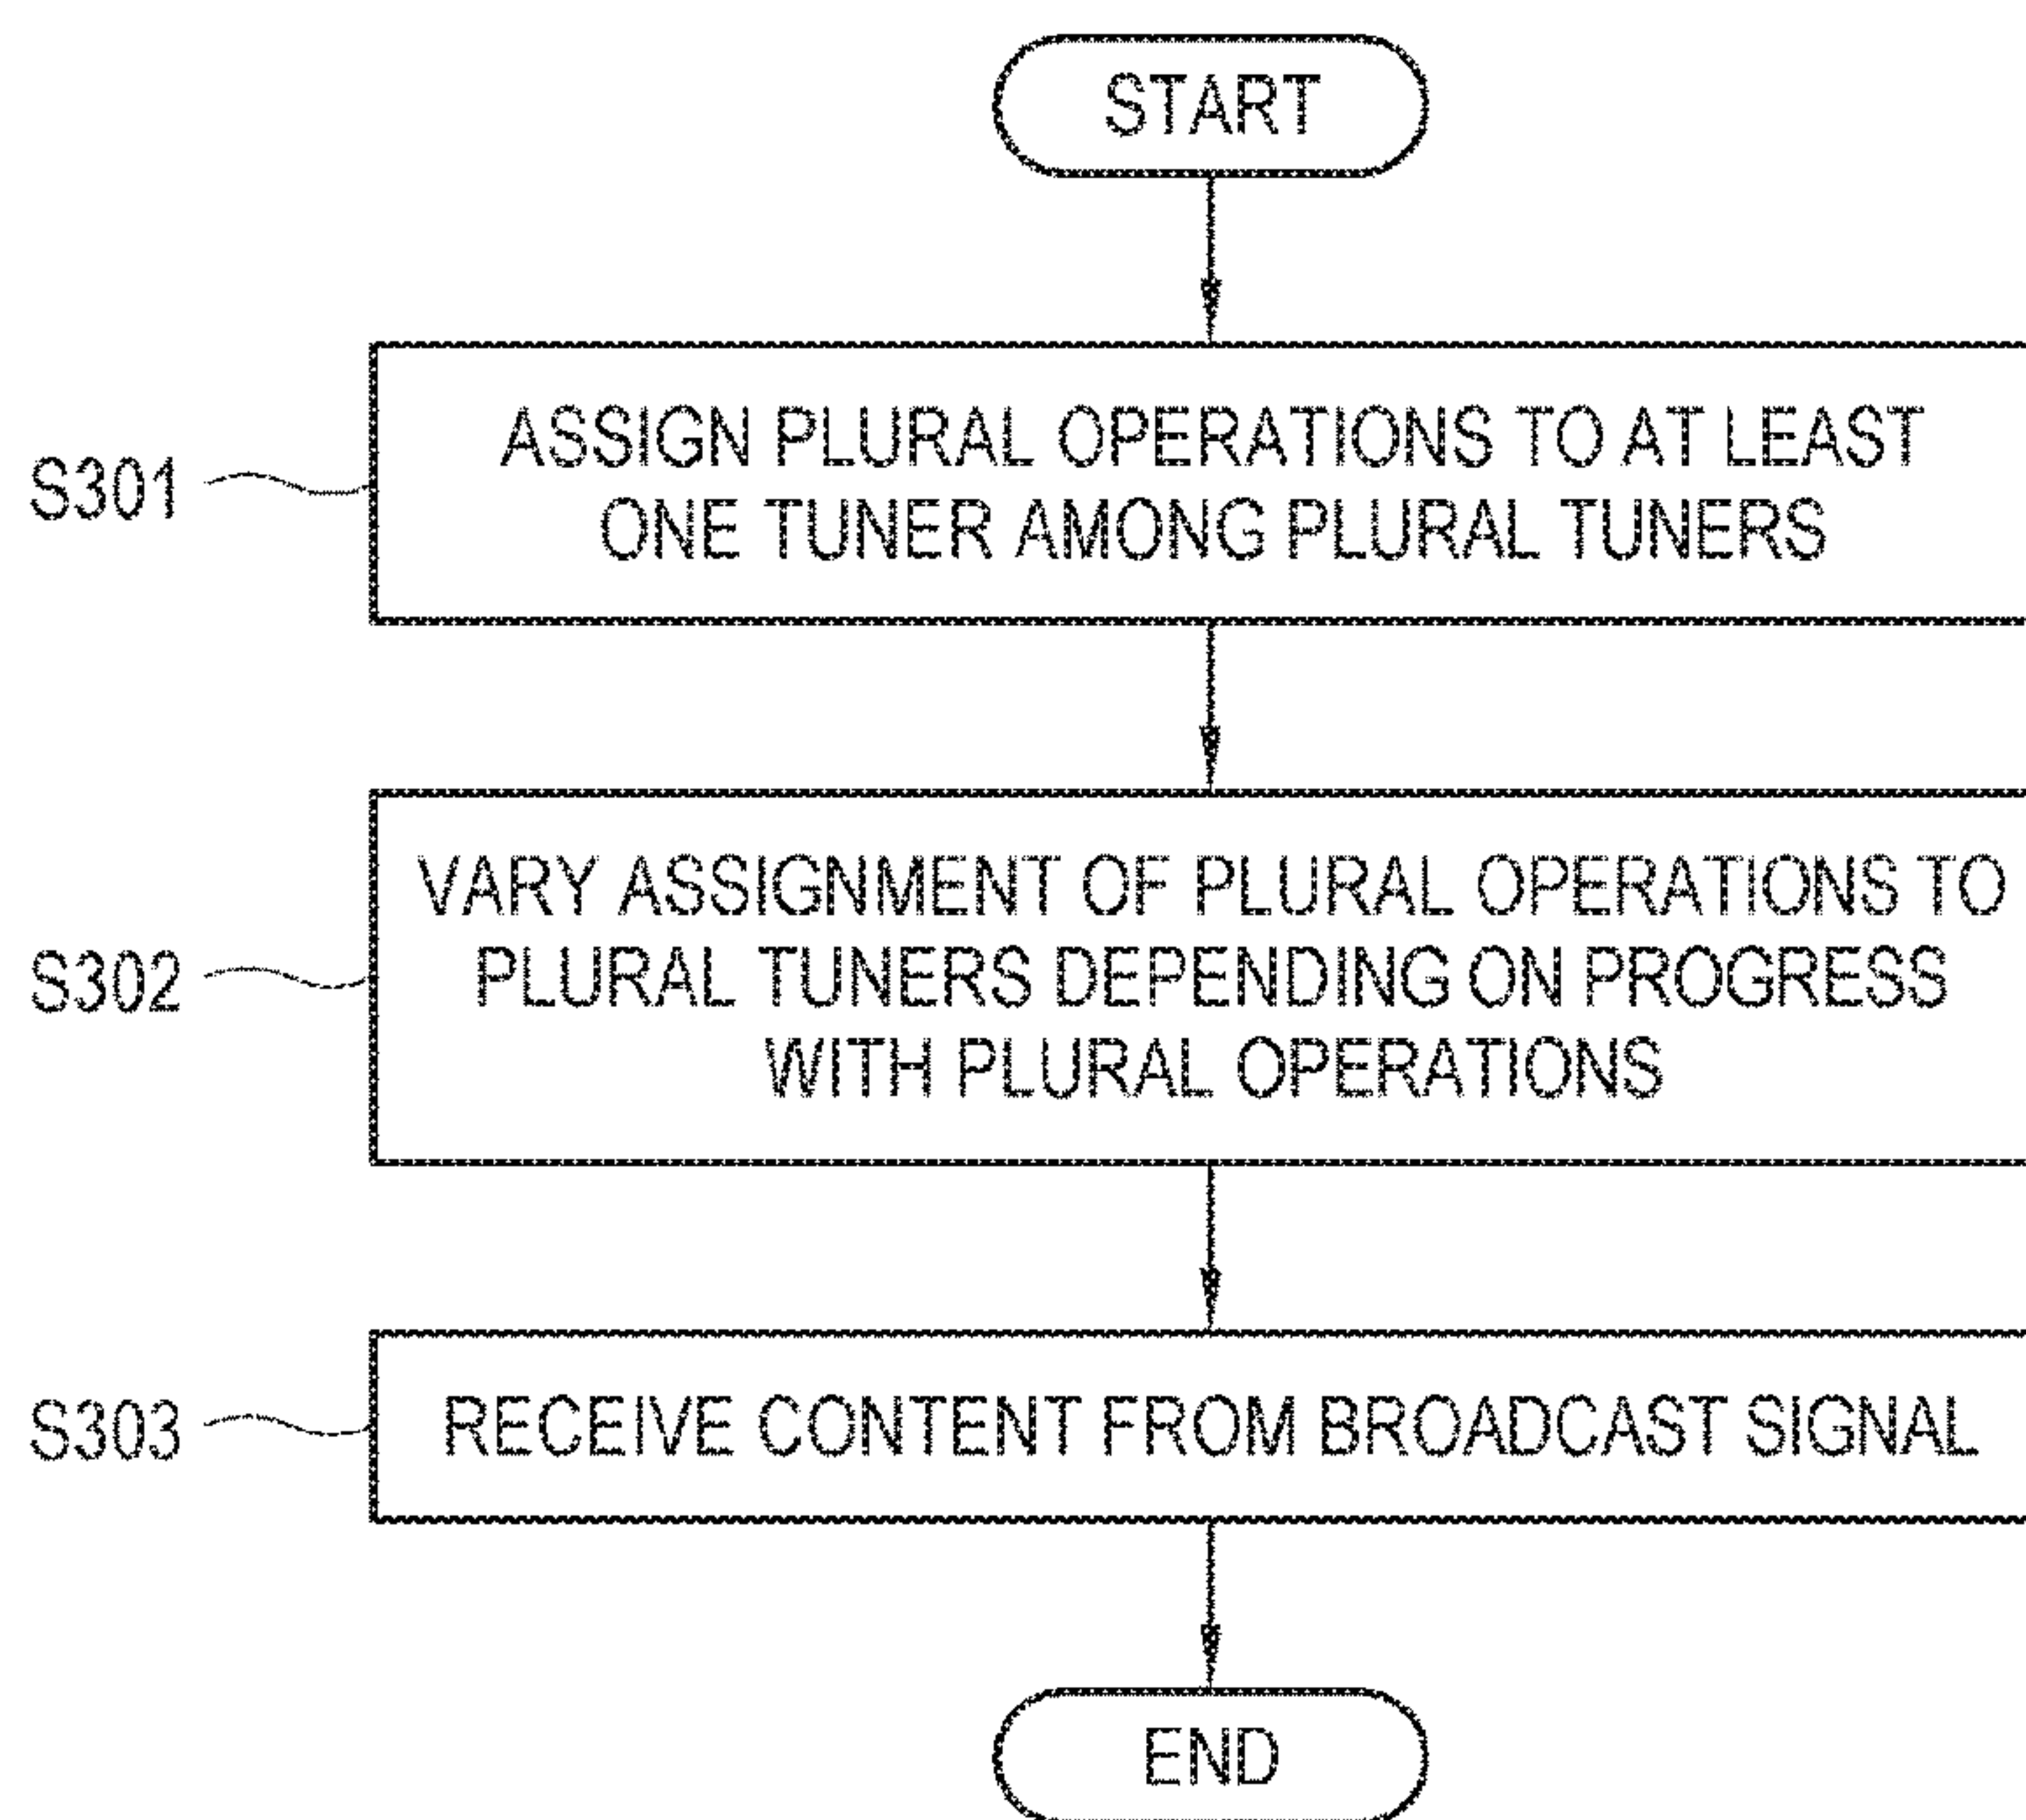 START
S301
ASSIGN PLURAL OPERATIONS TO AT LEAST
ONE TUNER AMONG PLURAL TUNERS
S302
VARY ASSIGNMENT OF PLURAL OPERATIONS TO
PLURAL TUNERS DEPENDING ON PROGRESS
WITH PLURAL OPERATIONS
S303
RECEIVE CONTENT FROM BROADCAST SIGNAL
END